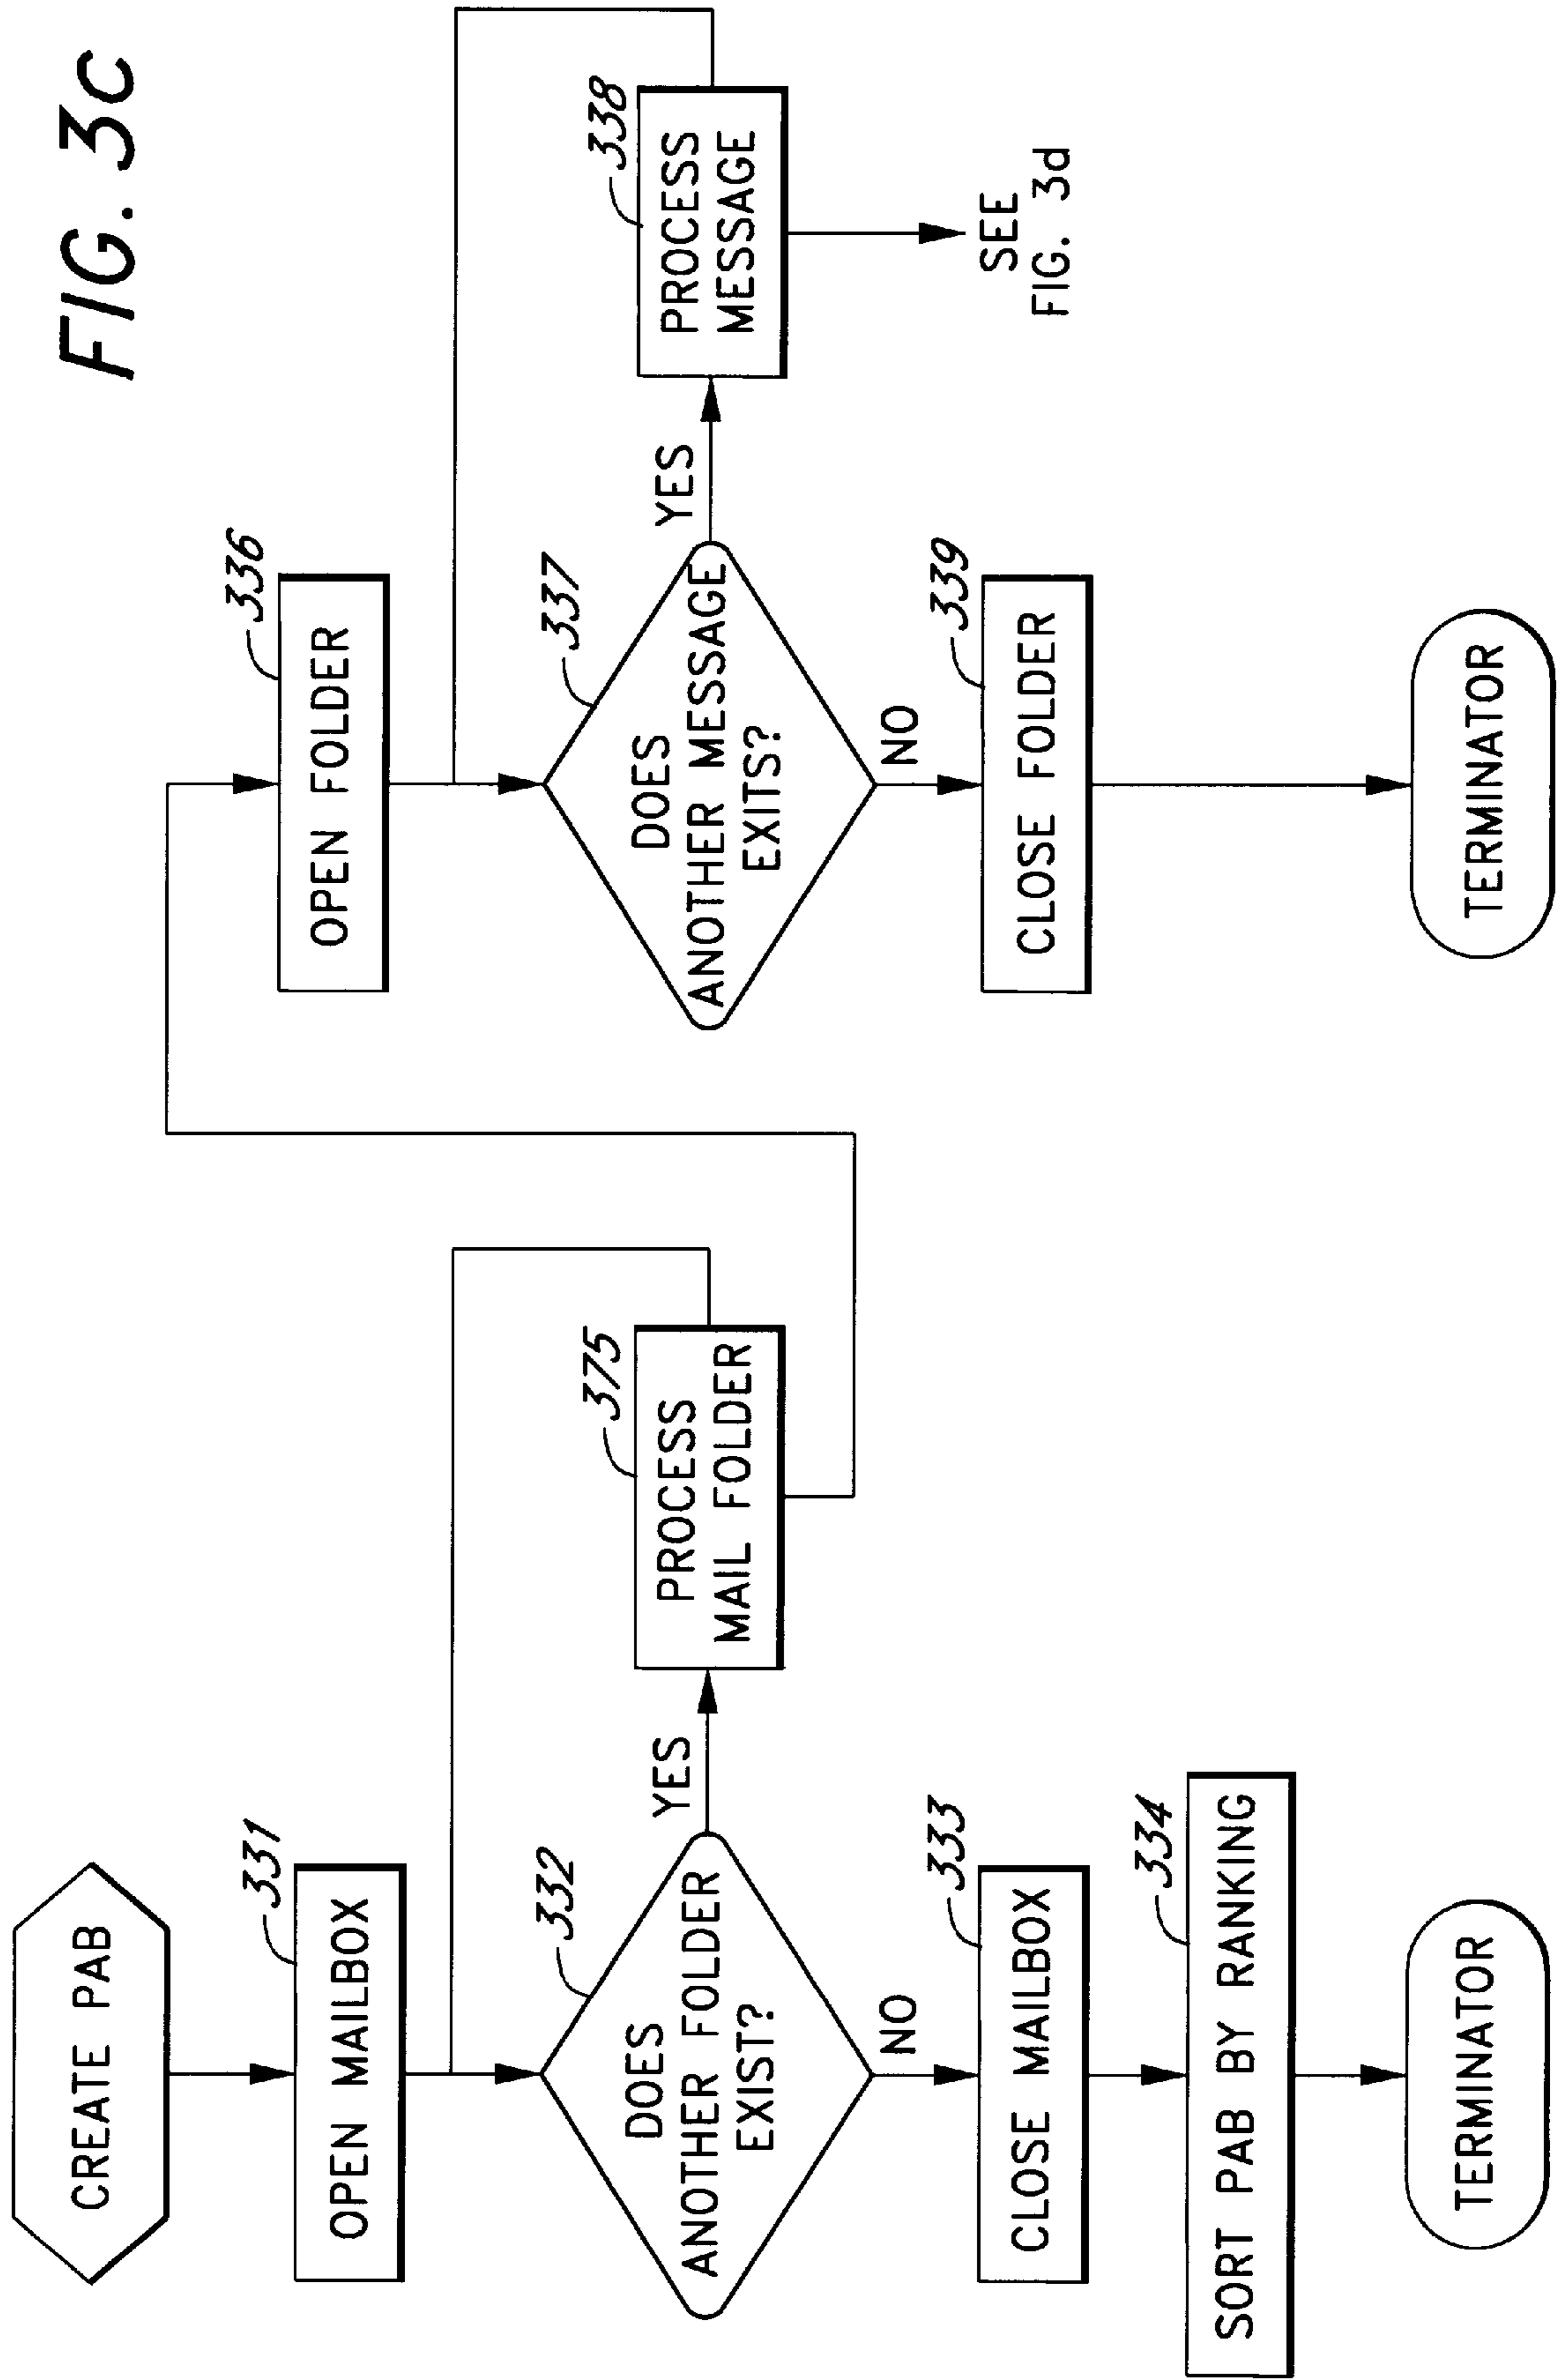 FIG. 3c
CREATE PAB
331
OPEN MAILBOX
332
DOES
ANOTHER FOLDER
EXIST?
YES
375
PROCESS
MAIL FOLDER
NO
333
CLOSE MAILBOX
334
SORT PAB BY RANKING
TERMINATOR
336
OPEN FOLDER
337
DOES
ANOTHER MESSAGE
EXITS?
YES
338
PROCESS
MESSAGE
SEE
FIG. 3d
NO
339
CLOSE FOLDER
TERMINATOR